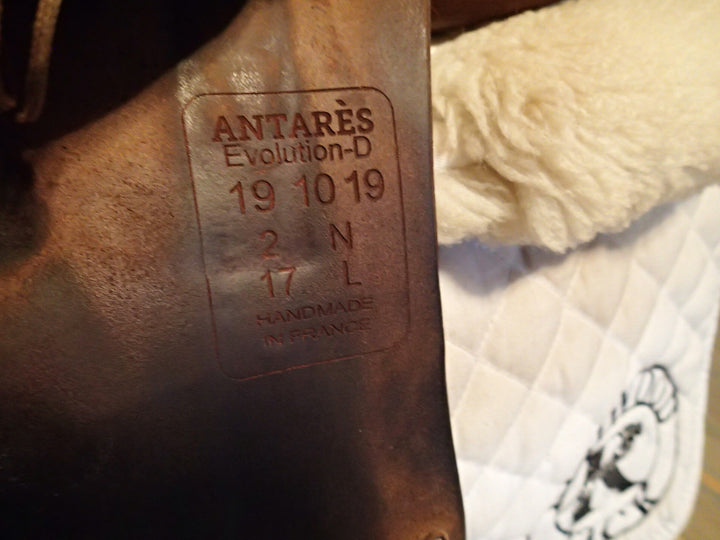 ANTARÈS
Evolution-D
19 10 19
2 N
17 L
HANDMADE
IN FRANCE